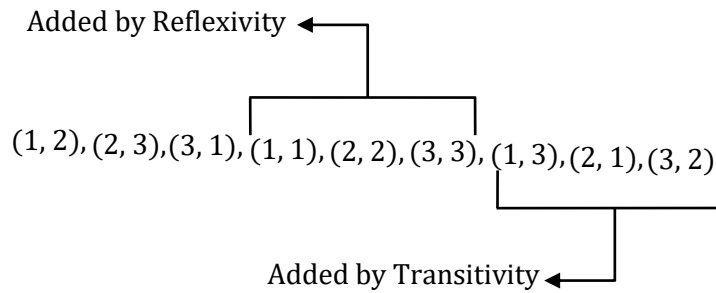 Added by Reflexivity
(1, 2), (2, 3), (3, 1), (1, 1), (2, 2), (3, 3), (1, 3), (2, 1), (3, 2)
Added by Transitivity